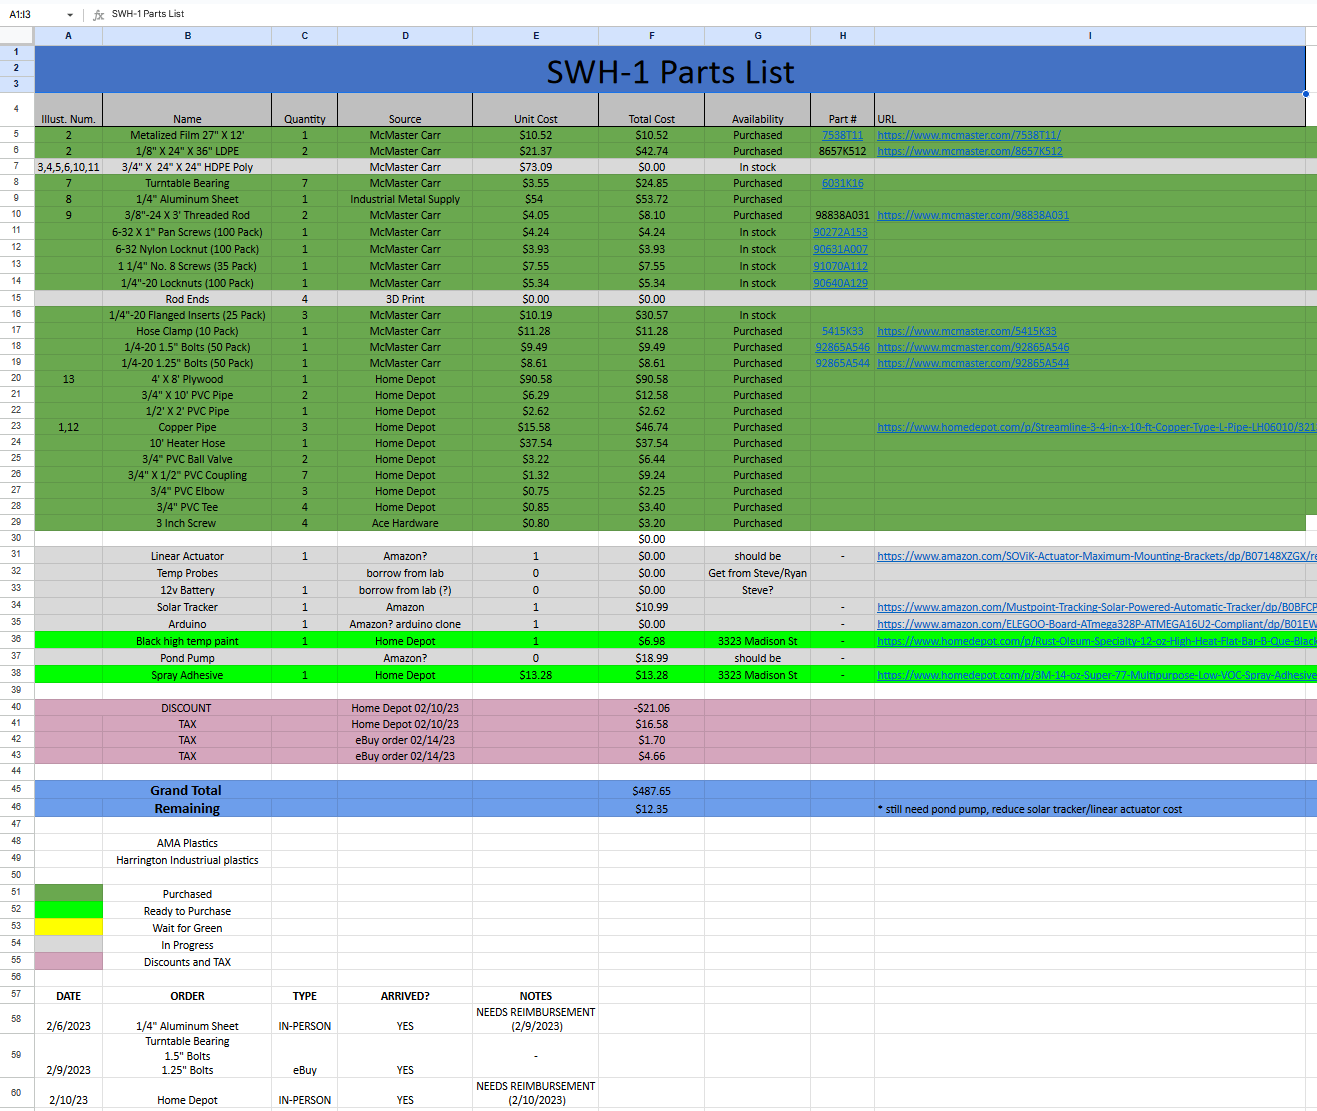 A1:I3 fx SWH-1 Parts List
A B C D E F G H I
1
2 SWH-1 Parts List
3
4 Illust. Num. Name Quantity Source Unit Cost Total Cost Availability Part # URL
5 2 Metalized Film 27" X 12' 1 McMaster Carr $10.52 $10.52 Purchased 7538T11 https://www.mcmaster.com/7538T11/
6 2 1/8" X 24" X 36" LDPE 2 McMaster Carr $21.37 $42.74 Purchased 8657K512 https://www.mcmaster.com/8657K512
7 3,4,5,6,10,11 3/4" X 24" X 24" HDPE Poly McMaster Carr $73.09 $0.00 In stock
8 7 Turntable Bearing 7 McMaster Carr $3.55 $24.85 Purchased 6031K16
9 8 1/4" Aluminum Sheet 1 Industrial Metal Supply $54 $53.72 Purchased
10 9 3/8"-24 X 3' Threaded Rod 2 McMaster Carr $4.05 $8.10 Purchased 98838A031 https://www.mcmaster.com/98838A031
11 6-32 X 1" Pan Screws (100 Pack) 1 McMaster Carr $4.24 $4.24 In stock 90272A153
12 6-32 Nylon Locknut (100 Pack) 1 McMaster Carr $3.93 $3.93 In stock 90631A007
13 1 1/4" No. 8 Screws (35 Pack) 1 McMaster Carr $7.55 $7.55 In stock 91070A112
14 1/4"-20 Locknuts (100 Pack) 1 McMaster Carr $5.34 $5.34 In stock 90640A129
15 Rod Ends 4 3D Print $0.00 $0.00
16 1/4"-20 Flanged Inserts (25 Pack) 3 McMaster Carr $10.19 $30.57 In stock
17 Hose Clamp (10 Pack) 1 McMaster Carr $11.28 $11.28 Purchased 5415K33 https://www.mcmaster.com/5415K33
18 1/4-20 1.5" Bolts (50 Pack) 1 McMaster Carr $9.49 $9.49 Purchased 92865A546 https://www.mcmaster.com/92865A546
19 1/4-20 1.25" Bolts (50 Pack) 1 McMaster Carr $8.61 $8.61 Purchased 92865A544 https://www.mcmaster.com/92865A544
20 13 4' X 8' Plywood 1 Home Depot $90.58 $90.58 Purchased
21 3/4" X 10' PVC Pipe 2 Home Depot $6.29 $12.58 Purchased
22 1/2' X 2' PVC Pipe 1 Home Depot $2.62 $2.62 Purchased
23 1,12 Copper Pipe 3 Home Depot $15.58 $46.74 Purchased https://www.homedepot.com/p/Streamline-3-4-in-x-10-ft-Copper-Type-L-Pipe-LH06010/321
24 10' Heater Hose 1 Home Depot $37.54 $37.54 Purchased
25 3/4" PVC Ball Valve 2 Home Depot $3.22 $6.44 Purchased
26 3/4" X 1/2" PVC Coupling 7 Home Depot $1.32 $9.24 Purchased
27 3/4" PVC Elbow 3 Home Depot $0.75 $2.25 Purchased
28 3/4" PVC Tee 4 Home Depot $0.85 $3.40 Purchased
29 3 Inch Screw 4 Ace Hardware $0.80 $3.20 Purchased
30 $0.00
31 Linear Actuator 1 Amazon? 1 $0.00 should be - https://www.amazon.com/SOViK-Actuator-Maximum-Mounting-Brackets/dp/B07148XZGX/re
32 Temp Probes borrow from lab 0 $0.00 Get from Steve/Ryan
33 12v Battery 1 borrow from lab (?) 0 $0.00 Steve?
34 Solar Tracker 1 Amazon 1 $10.99 - https://www.amazon.com/Mustpoint-Tracking-Solar-Powered-Automatic-Tracker/dp/B0BFCP
35 Arduino 1 Amazon? arduino clone 1 $0.00 - https://www.amazon.com/ELEGOO-Board-ATmega328P-ATMEGA16U2-Compliant/dp/B01EW
36 Black high temp paint 1 Home Depot 1 $6.98 3323 Madison St - https://www.homedepot.com/p/Rust-Oleum-Specialty-12-oz-High-Heat-Flat-Bar-B-Que-Blac
37 Pond Pump Amazon? 0 $18.99 should be -
38 Spray Adhesive 1 Home Depot $13.28 $13.28 3323 Madison St - https://www.homedepot.com/p/3M-14-oz-Super-77-Multipurpose-Low-VOC-Spray-Adhesive
39
40 DISCOUNT Home Depot 02/10/23 -$21.06
41 TAX Home Depot 02/10/23 $16.58
42 TAX eBuy order 02/14/23 $1.70
43 TAX eBuy order 02/14/23 $4.66
44
45 Grand Total $487.65
46 Remaining $12.35 * still need pond pump, reduce solar tracker/linear actuator cost
47
48 AMA Plastics
49 Harrington Industriual plastics
50
51 Purchased
52 Ready to Purchase
53 Wait for Green
54 In Progress
55 Discounts and TAX
56
57 DATE ORDER TYPE ARRIVED? NOTES
58 2/6/2023 1/4" Aluminum Sheet IN-PERSON YES NEEDS REIMBURSEMENT
(2/9/2023)
Turntable Bearing
59 1.5" Bolts -
2/9/2023 1.25" Bolts eBuy YES
60 2/10/23 Home Depot IN-PERSON YES NEEDS REIMBURSEMENT
(2/10/2023)